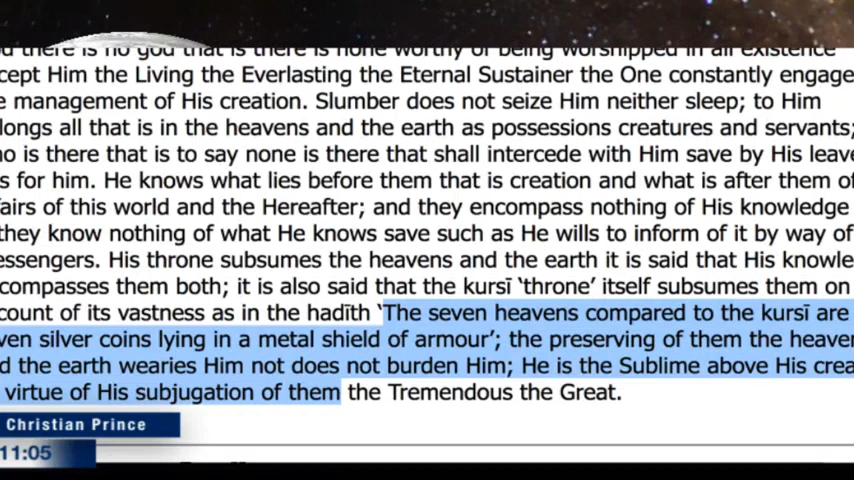 there is no god that is there is none worthy of being worshipped in all existence
cept Him the Living the Everlasting the Eternal Sustainer the One constantly engage
e management of His creation. Slumber does not seize Him neither sleep; to Him
longs all that is in the heavens and the earth as possessions creatures and servants;
o is there that is to say none is there that shall intercede with Him save by His leave
s for him. He knows what lies before them that is creation and what is after them of
fairs of this world and the Hereafter; and they encompass nothing of His knowledge
they know nothing of what He knows save such as He wills to inform of it by way of
essengers. His throne subsumes the heavens and the earth it is said that His knowle
compasses them both; it is also said that the kursī ‘throne’ itself subsumes them on
count of its vastness as in the hadīth ‘The seven heavens compared to the kursī are
ven silver coins lying in a metal shield of armour’; the preserving of them the heaven
d the earth wearies Him not does not burden Him; He is the Sublime above His crea
virtue of His subjugation of them the Tremendous the Great.
Christian Prince
11:05